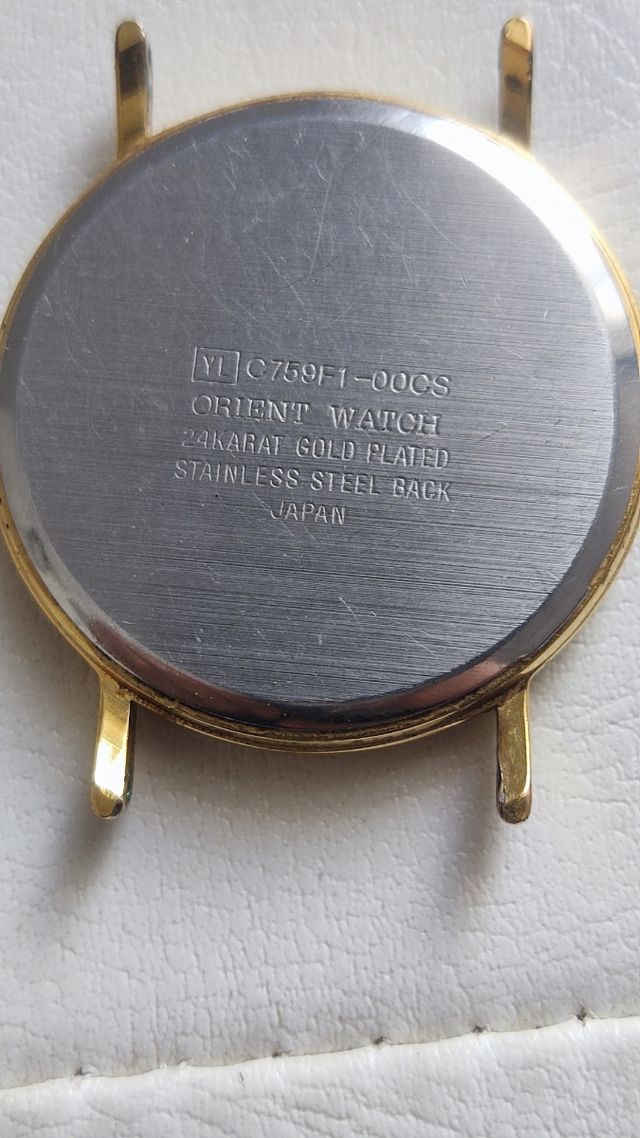 YL C759F1-00CS
ORIENT WATCH
24KARAT GOLD PLATED
STAINLESS STEEL BACK
JAPAN